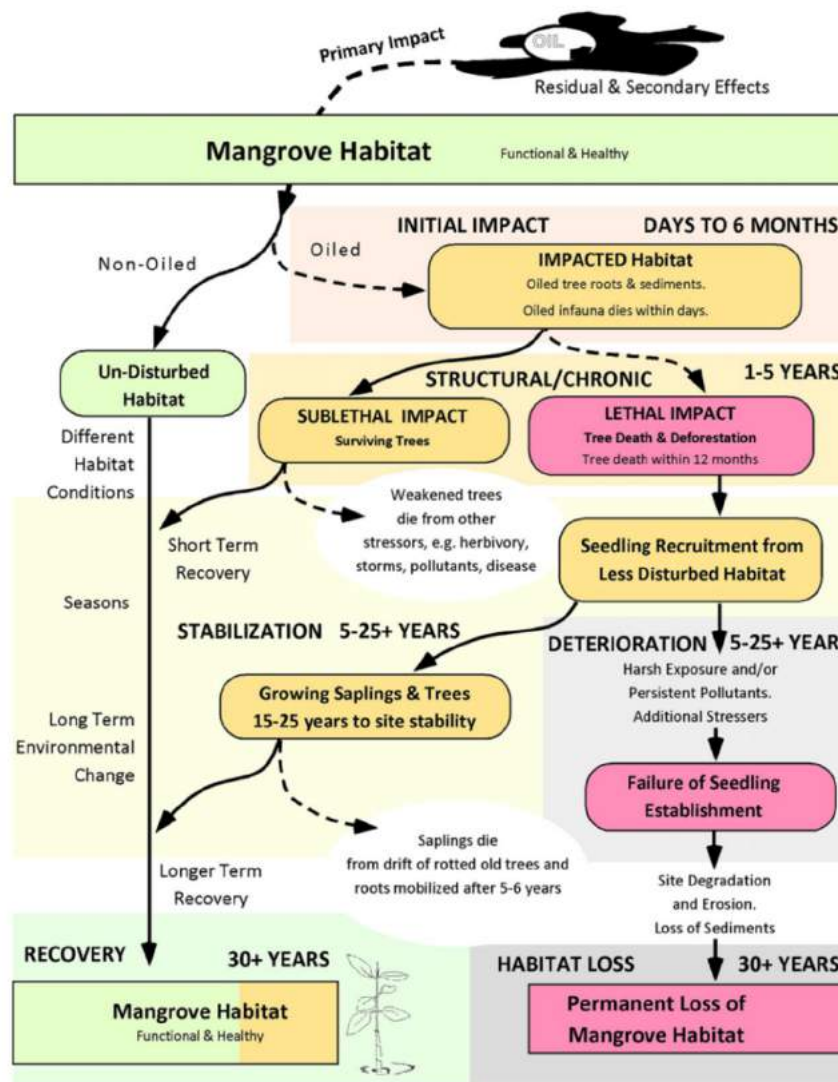 Primary Impact
OIL
Residual & Secondary Effects
Mangrove Habitat Functional & Healthy
INITIAL IMPACT DAYS TO 6 MONTHS
Non-Oiled
Oiled
IMPACTED Habitat
Oiled tree roots & sediments.
Oiled infauna dies within days.
Un-Disturbed
Habitat
STRUCTURAL/CHRONIC 1-5 YEARS
SUBLETHAL IMPACT
Surviving Trees
LETHAL IMPACT
Tree Death & Deforestation
Tree death within 12 months
Different
Habitat
Conditions
Weakened trees
die from other
stressors, e.g. herbivory,
storms, pollutants, disease
Short Term
Recovery
Seedling Recruitment from
Less Disturbed Habitat
Seasons
STABILIZATION 5-25+ YEARS
DETERIORATION 5-25+ YEAR
Harsh Exposure and/or
Persistent Pollutants.
Additional Stressers
Growing Saplings & Trees
15-25 years to site stability
Long Term
Environmental
Change
Failure of Seedling
Establishment
Saplings die
from drift of rotted old trees and
roots mobilized after 5-6 years
Longer Term
Recovery
Site Degradation
and Erosion.
Loss of Sediments
RECOVERY 30+ YEARS
HABITAT LOSS 30+ YEARS
Mangrove Habitat
Functional & Healthy
Permanent Loss of
Mangrove Habitat